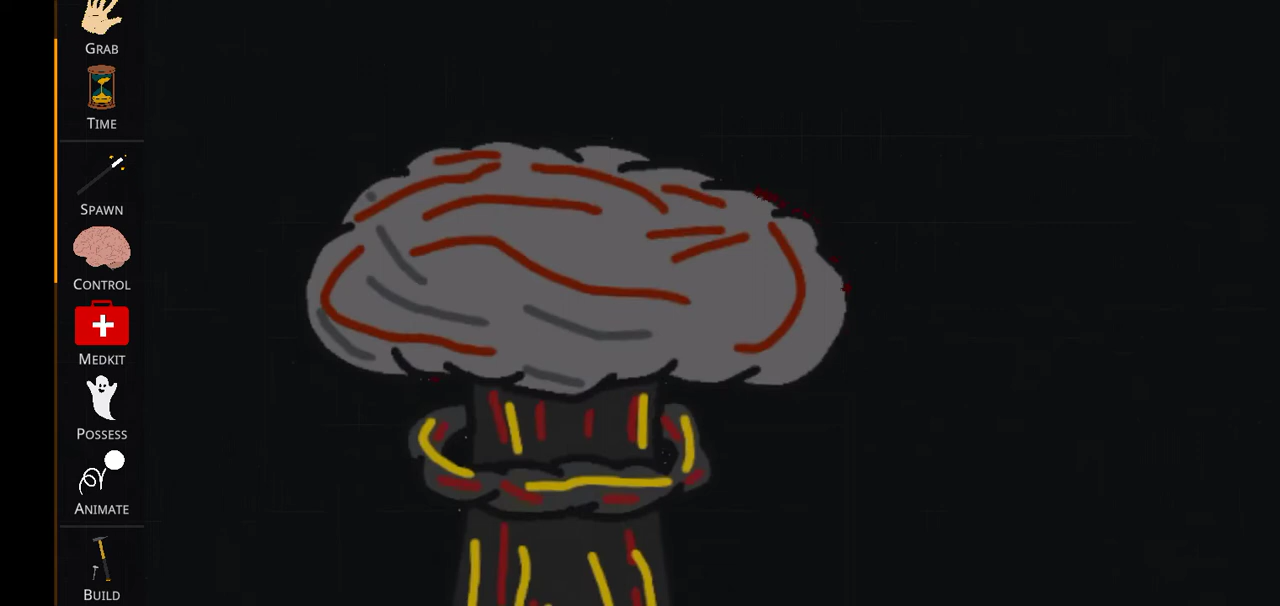 GRAB
TIME
SPAWN
CONTROL
MEDKIT
POSSESS
ANIMATE
BUILD